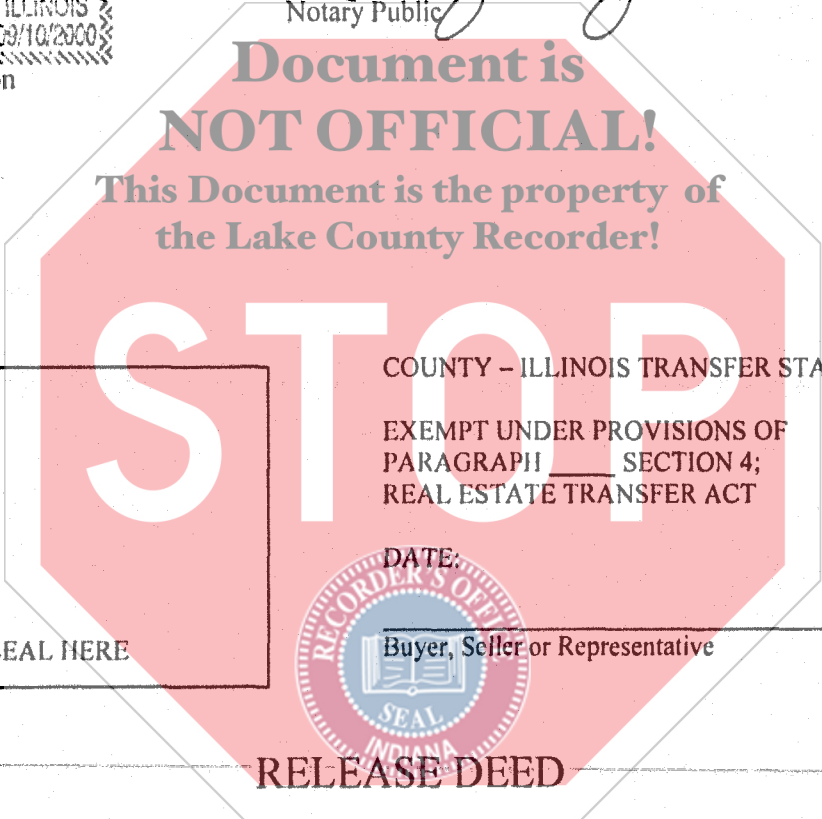 ILLINOIS
09/10/2000
Notary Public
Document is
NOT OFFICIAL!
This Document is the property of
the Lake County Recorder!
STOP
COUNTY – ILLINOIS TRANSFER STA
EXEMPT UNDER PROVISIONS OF
PARAGRAPH ____ SECTION 4;
REAL ESTATE TRANSFER ACT
DATE:
Buyer, Seller or Representative
EAL HERE
RECORDER'S OFFICE
SEAL
INDIANA
RELEASE DEED